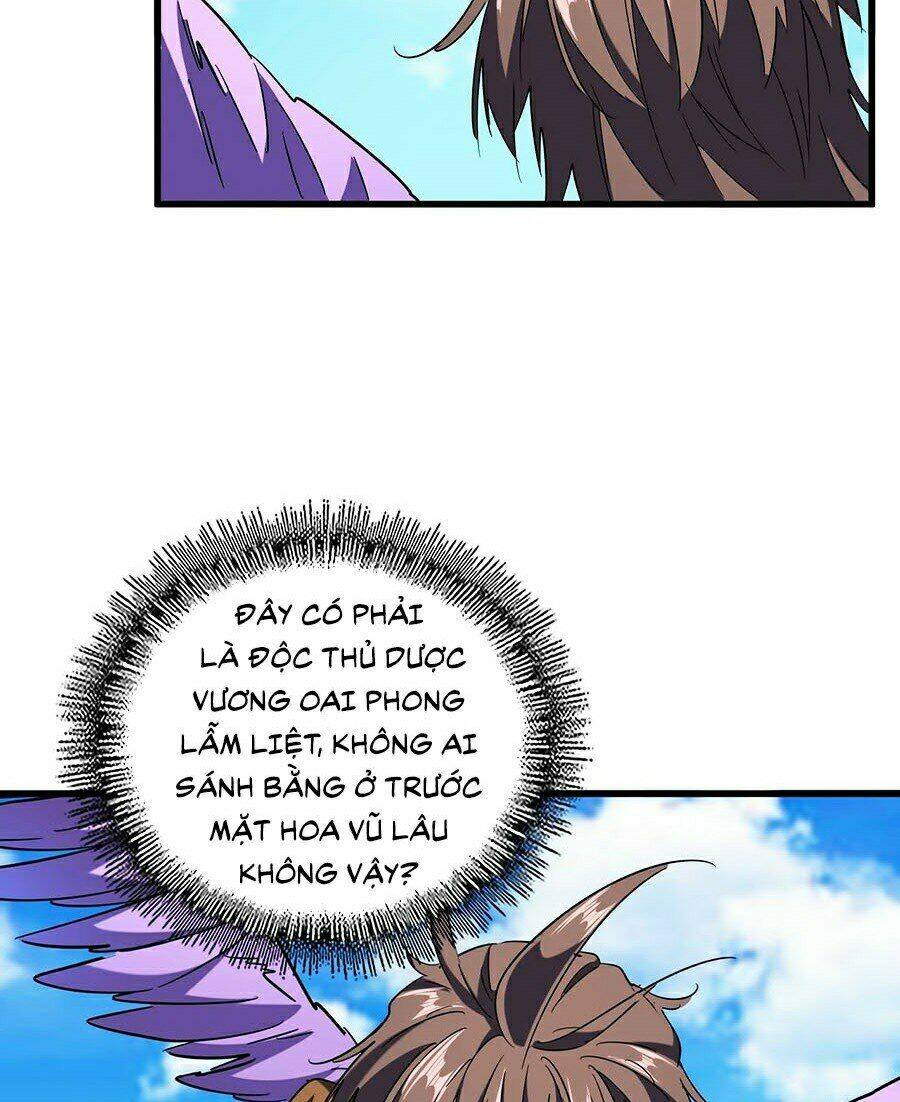 ĐÂY CÓ PHẢI
LÀ ĐỘC THỦ DƯỢC
VƯƠNG OAI PHONG
LẪM LIỆT, KHÔNG AI
SÁNH BẰNG Ở TRƯỚC
MẶT HOA VŨ LÂU
KHÔNG VẬY?